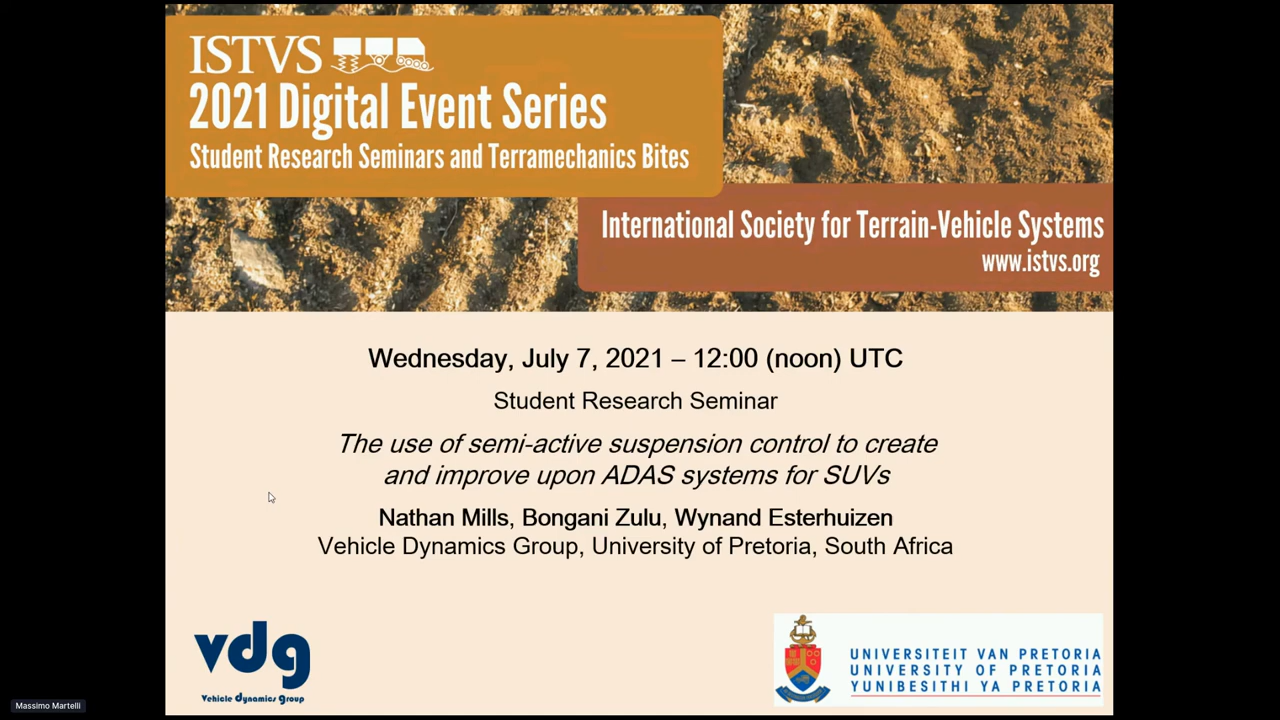 ISTVS
2021 Digital Event Series
Student Research Seminars and Terramechanics Bites
International Society for Terrain-Vehicle Systems
www.istvs.org
Wednesday, July 7, 2021 – 12:00 (noon) UTC
Student Research Seminar
The use of semi-active suspension control to create
and improve upon ADAS systems for SUVs
Nathan Mills, Bongani Zulu, Wynand Esterhuizen
Vehicle Dynamics Group, University of Pretoria, South Africa
vdg
Vehicle Dynamics Group
UNIVERSITEIT VAN PRETORIA
UNIVERSITY OF PRETORIA
YUNIBESITHI YA PRETORIA
Massimo Martelli